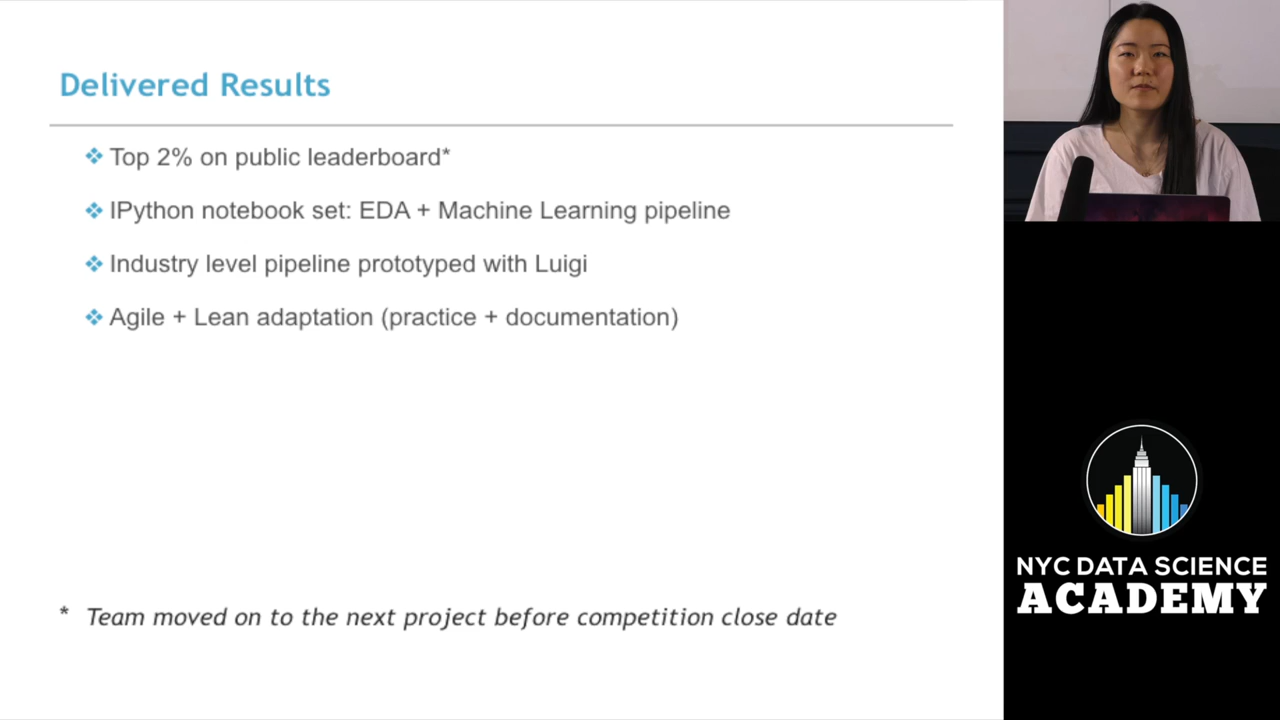 Delivered Results
❖ Top 2% on public leaderboard*
❖ IPython notebook set: EDA + Machine Learning pipeline
❖ Industry level pipeline prototyped with Luigi
❖ Agile + Lean adaptation (practice + documentation)
* Team moved on to the next project before competition close date
NYC DATA SCIENCE
ACADEMY